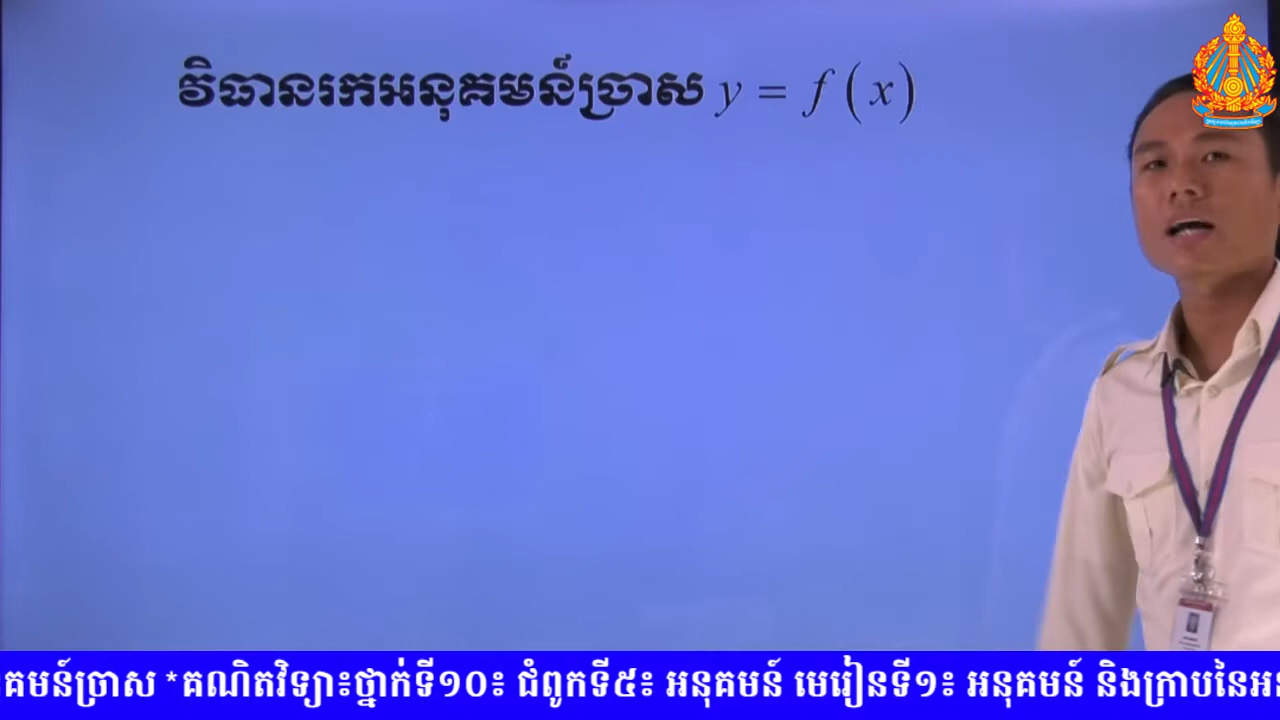 វិធានរកអនុគមន៍ច្រាស y = f(x)
គមន៍ច្រាស *គណិតវិទ្យា៖ថ្នាក់ទី១០៖ ជំពូកទី៥៖ អនុគមន៍ មេរៀនទី១៖ អនុគមន៍ និងក្រាបនៃអ